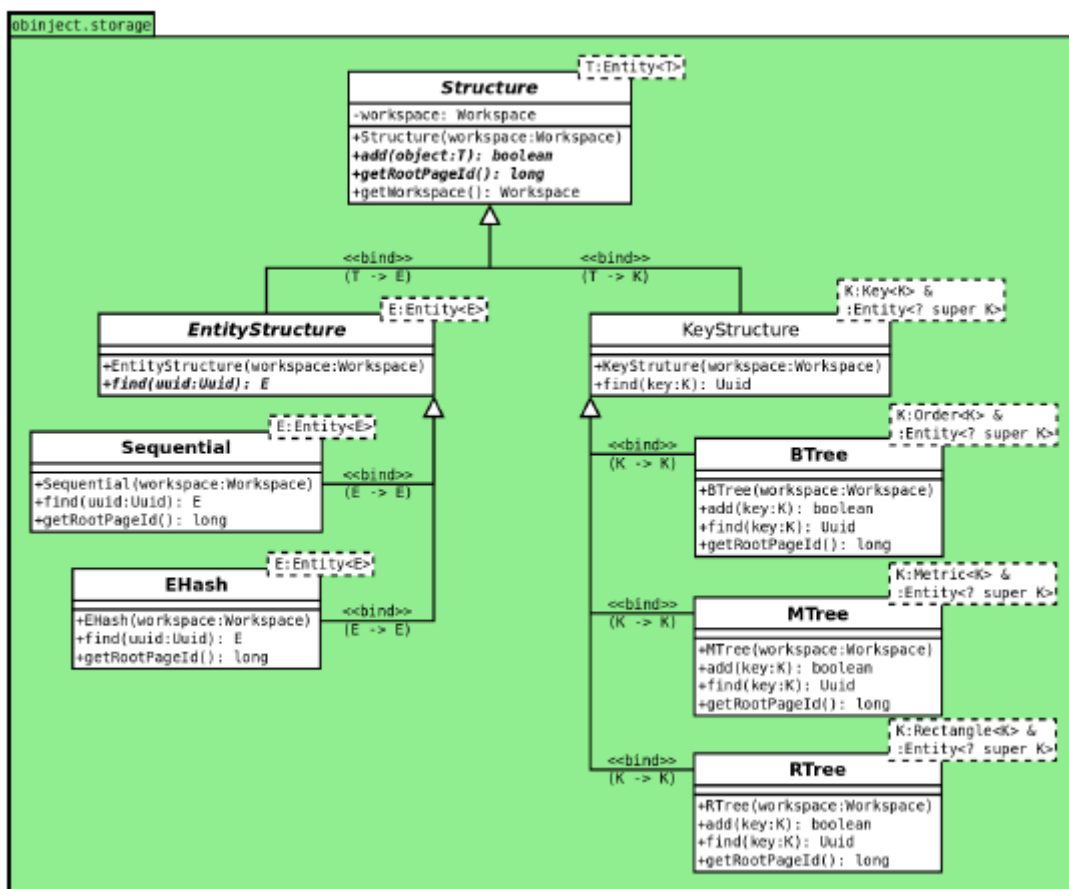 obinject.storage
T:Entity<T>
Structure
-workspace: Workspace
+Structure(workspace:Workspace)
+add(object:T): boolean
+getRootPageId(): long
+getWorkspace(): Workspace
<<bind>>
(T -> E)
<<bind>>
(T -> K)
E:Entity<E>
EntityStructure
+EntityStructure(workspace:Workspace)
+find(uuid:Uuid): E
K:Key<K> &
:Entity<? super K>
KeyStructure
+KeyStruture(workspace:Workspace)
+find(key:K): Uuid
E:Entity<E>
Sequential
+Sequential(workspace:Workspace)
+find(uuid:Uuid): E
+getRootPageId(): long
<<bind>>
(E -> E)
K:Order<K> &
:Entity<? super K>
<<bind>>
(K -> K)
BTree
+BTree(workspace:Workspace)
+add(key:K): boolean
+find(key:K): Uuid
+getRootPageId(): long
E:Entity<E>
EHash
+EHash(workspace:Workspace)
+find(uuid:Uuid): E
+getRootPageId(): long
<<bind>>
(E -> E)
K:Metric<K> &
:Entity<? super K>
<<bind>>
(K -> K)
MTree
+MTree(workspace:Workspace)
+add(key:K): boolean
+find(key:K): Uuid
+getRootPageId(): long
K:Rectangle<K> &
:Entity<? super K>
<<bind>>
(K -> K)
RTree
+RTree(workspace:Workspace)
+add(key:K): boolean
+find(key:K): Uuid
+getRootPageId(): long